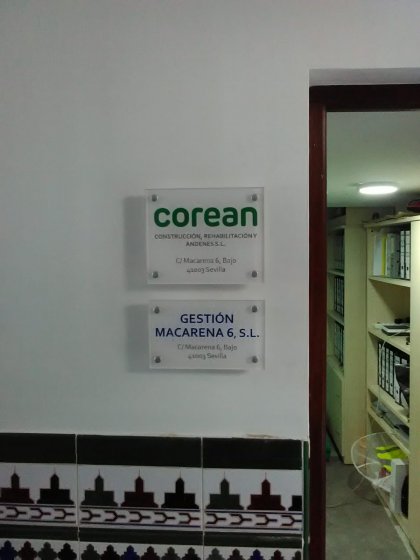 corean
CONSTRUCCIÓN, REHABILITACIÓN Y
ANDENES S.L.
C/ Macarena 6, Bajo
41003 Sevilla
GESTIÓN
MACARENA 6, S.L.
C/ Macarena 6, Bajo
41003 Sevilla